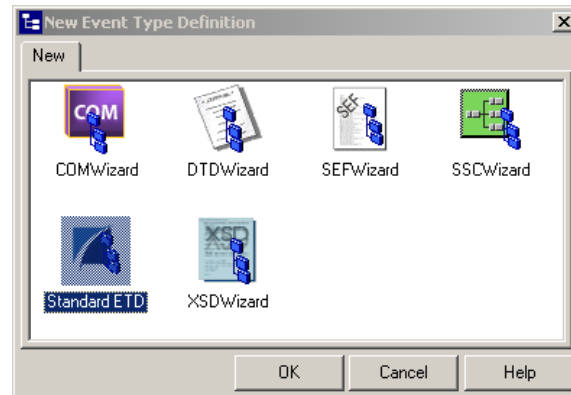 New Event Type Definition
New
COM
SEF
XSD
COMWizard DTDWizard SEFWizard SSCWizard
Standard ETD XSDWizard
OK Cancel Help